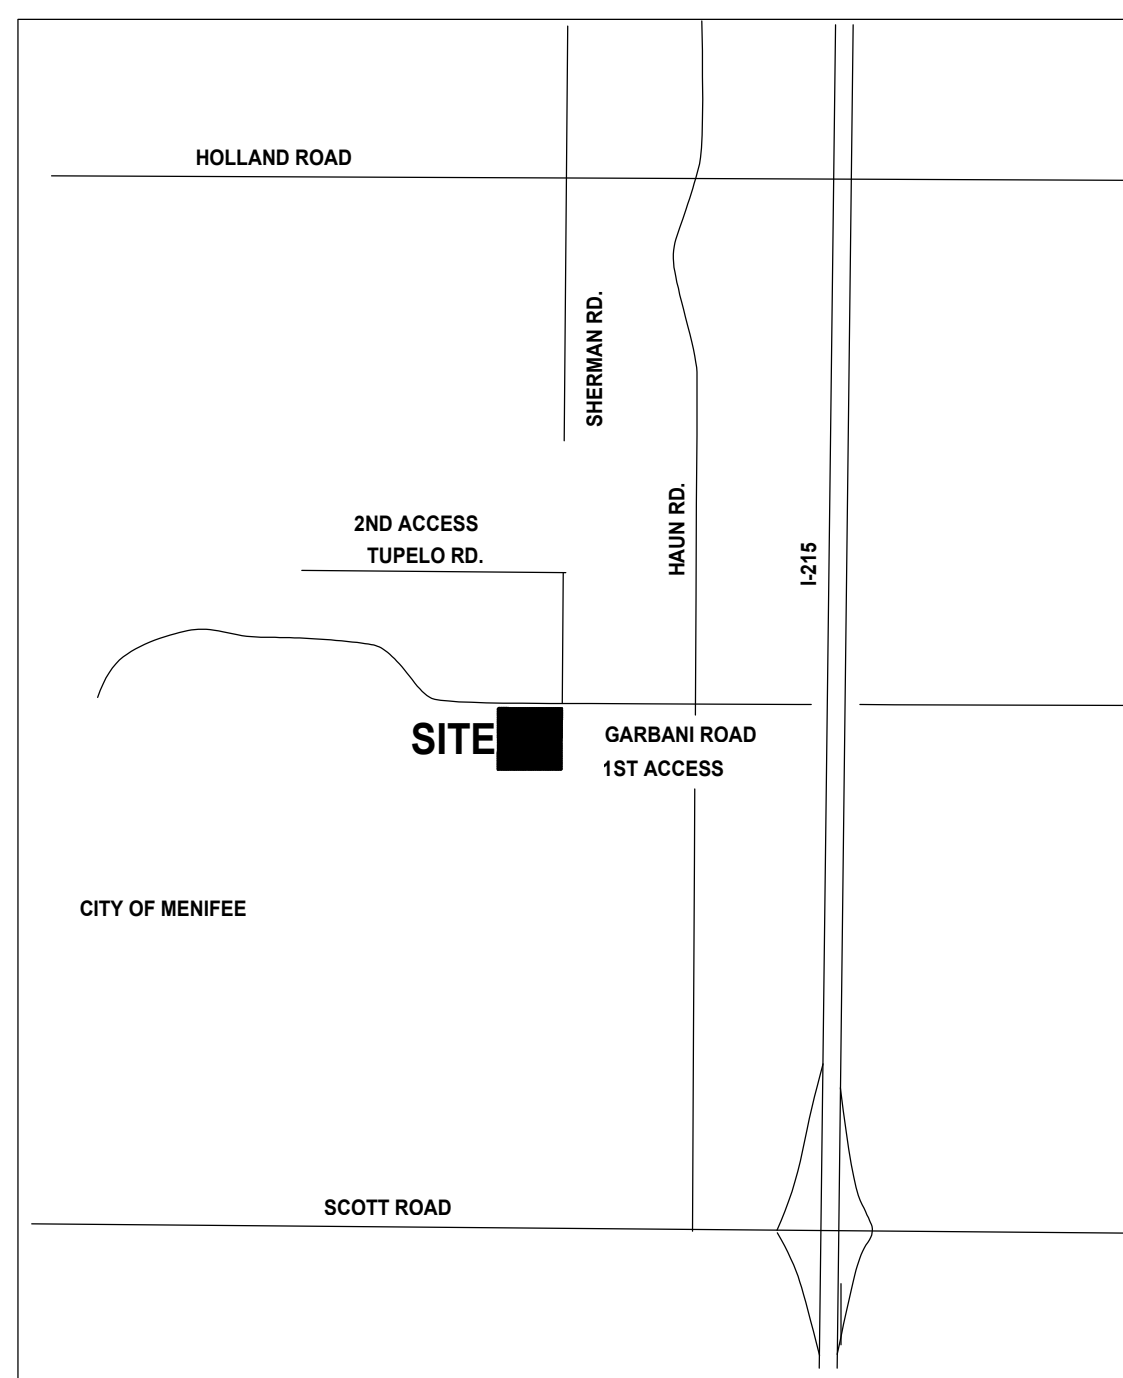 HOLLAND ROAD
SHERMAN RD.
HAUN RD.
2ND ACCESS
TUPELO RD.
I-215
SITE
GARBANI ROAD
1ST ACCESS
CITY OF MENIFEE
SCOTT ROAD